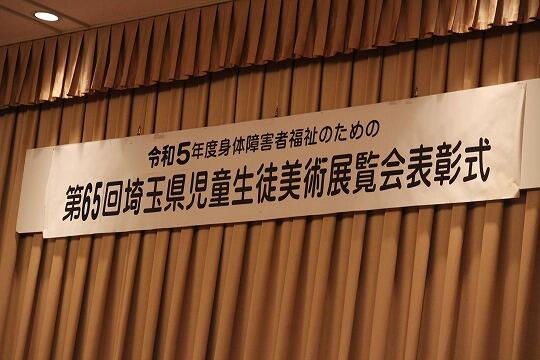 令和5年度身体障害者福祉のための
第65回埼玉県児童生徒美術展覧会表彰式